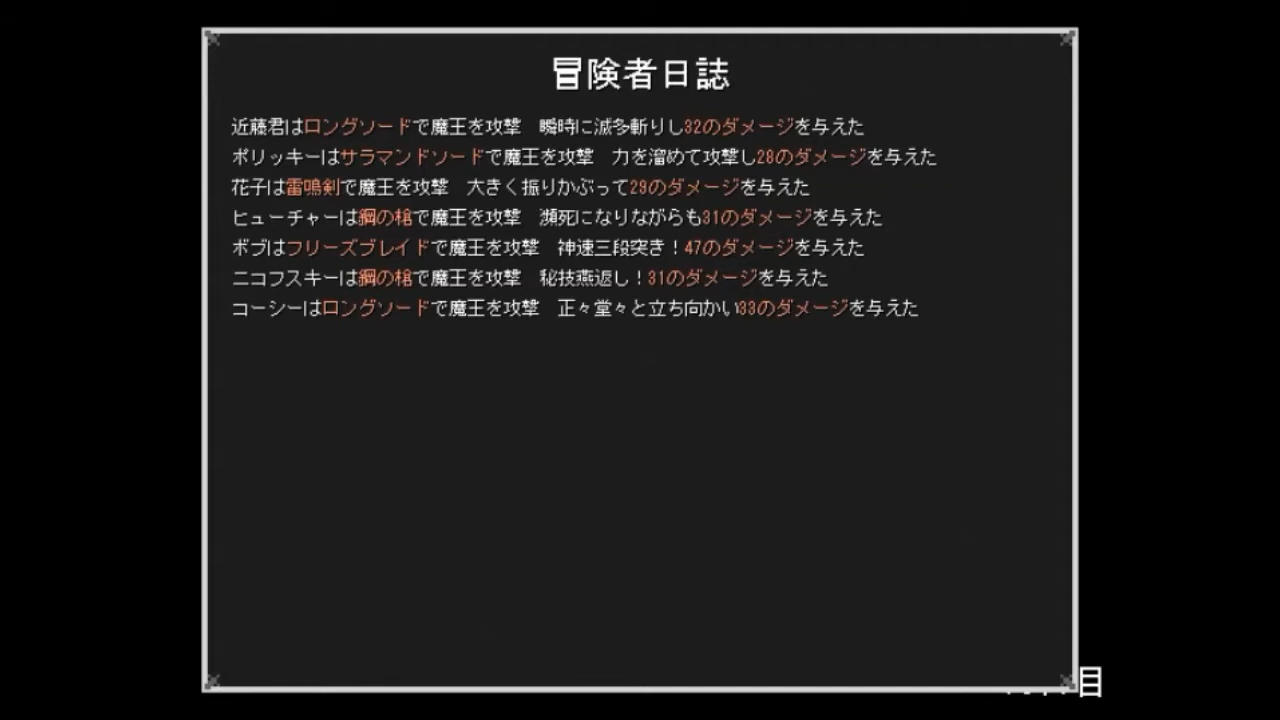 冒険者日誌
近藤君はロングソードで魔王を攻撃　瞬時に滅多斬りし32のダメージを与えた
ポリッキーはサラマンドソードで魔王を攻撃　力を溜めて攻撃し28のダメージを与えた
花子は雷鳴剣で魔王を攻撃　大きく振りかぶって29のダメージを与えた
ヒューチャーは鋼の槍で魔王を攻撃　瀕死になりながらも31のダメージを与えた
ボブはフリーズブレイドで魔王を攻撃　神速三段突き！47のダメージを与えた
ニコフスキーは鋼の槍で魔王を攻撃　秘技燕返し！31のダメージを与えた
コーシーはロングソードで魔王を攻撃　正々堂々と立ち向かい33のダメージを与えた
目